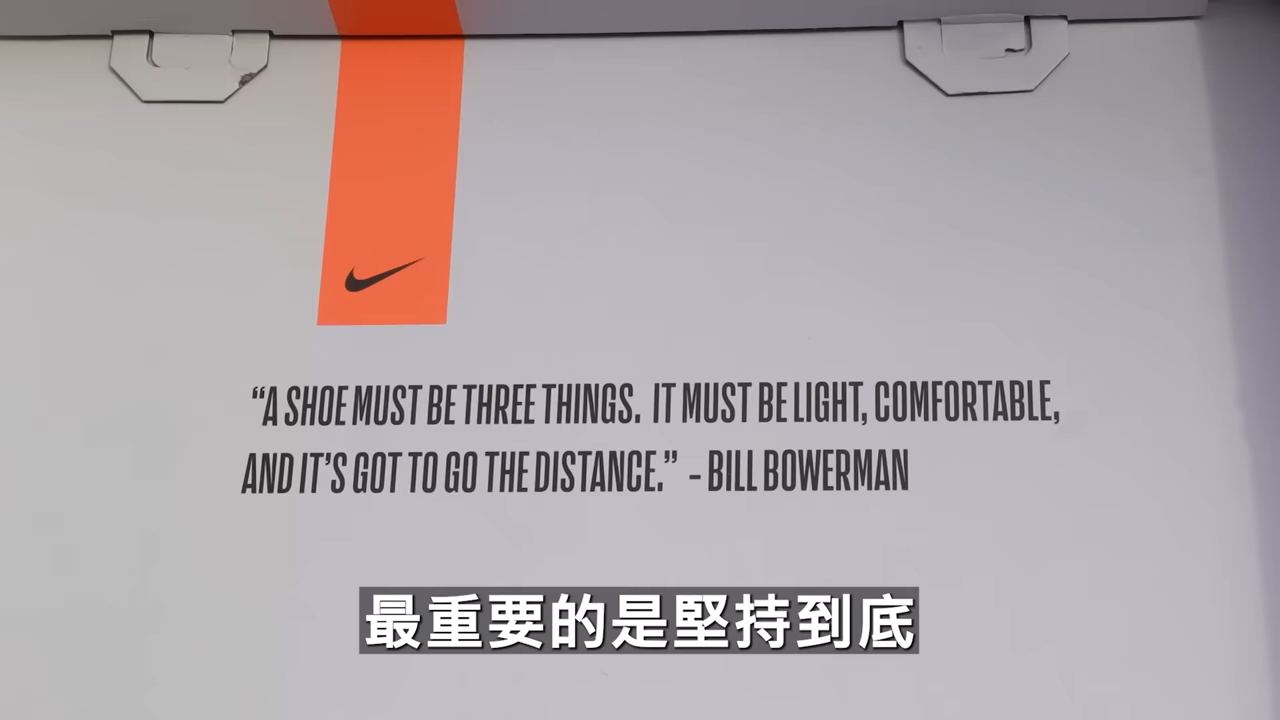 “A SHOE MUST BE THREE THINGS. IT MUST BE LIGHT, COMFORTABLE,
AND IT’S GOT TO GO THE DISTANCE.” - BILL BOWERMAN
最重要的是堅持到底